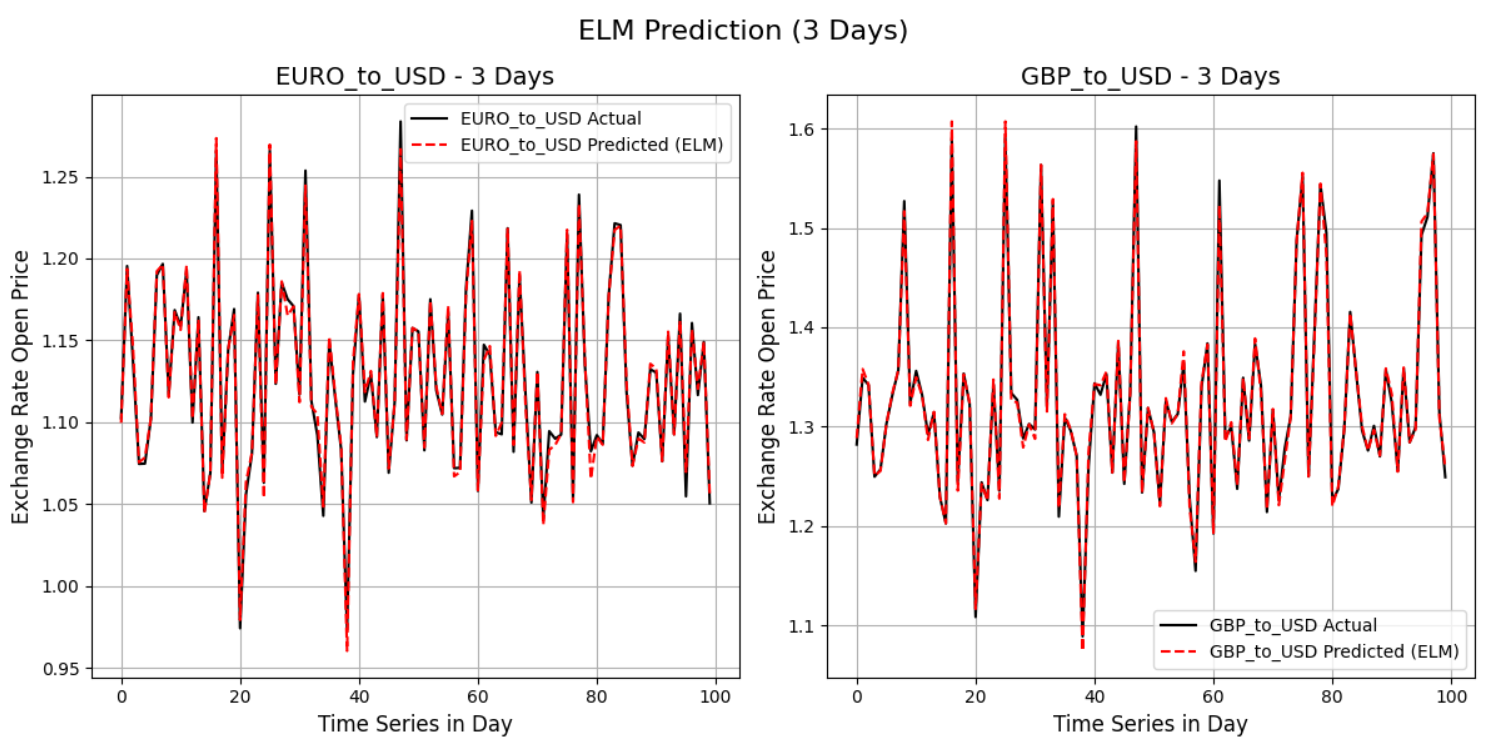 ELM Prediction (3 Days)
EURO_to_USD - 3 Days
EURO_to_USD Actual
EURO_to_USD Predicted (ELM)
Exchange Rate Open Price
1.25
1.20
1.15
1.10
1.05
1.00
0.95
0
20
40
60
80
100
Time Series in Day
GBP_to_USD - 3 Days
Exchange Rate Open Price
1.6
1.5
1.4
1.3
1.2
1.1
GBP_to_USD Actual
GBP_to_USD Predicted (ELM)
0
20
40
60
80
100
Time Series in Day